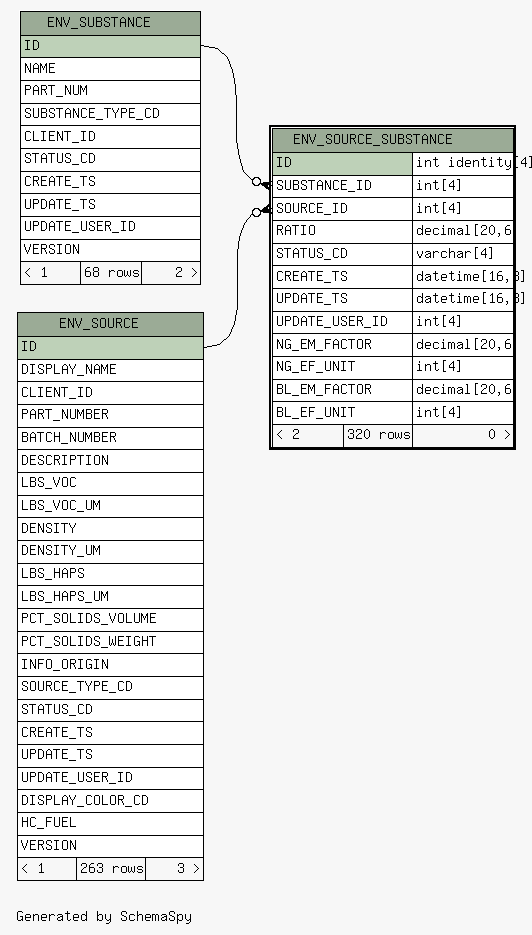 ENV_SUBSTANCE
ID
NAME
PART_NUM
SUBSTANCE_TYPE_CD
CLIENT_ID
STATUS_CD
CREATE_TS
UPDATE_TS
UPDATE_USER_ID
VERSION
< 1 68 rows 2 >
ENV_SOURCE
ID
DISPLAY_NAME
CLIENT_ID
PART_NUMBER
BATCH_NUMBER
DESCRIPTION
LBS_VOC
LBS_VOC_UM
DENSITY
DENSITY_UM
LBS_HAPS
LBS_HAPS_UM
PCT_SOLIDS_VOLUME
PCT_SOLIDS_WEIGHT
INFO_ORIGIN
SOURCE_TYPE_CD
STATUS_CD
CREATE_TS
UPDATE_TS
UPDATE_USER_ID
DISPLAY_COLOR_CD
HC_FUEL
VERSION
< 1 263 rows 3 >
ENV_SOURCE_SUBSTANCE
ID int identity[4]
SUBSTANCE_ID int[4]
SOURCE_ID int[4]
RATIO decimal[20,6
STATUS_CD varchar[4]
CREATE_TS datetime[16,3]
UPDATE_TS datetime[16,3]
UPDATE_USER_ID int[4]
NG_EM_FACTOR decimal[20,6
NG_EF_UNIT int[4]
BL_EM_FACTOR decimal[20,6
BL_EF_UNIT int[4]
< 2 320 rows 0 >
Generated by SchemaSpy